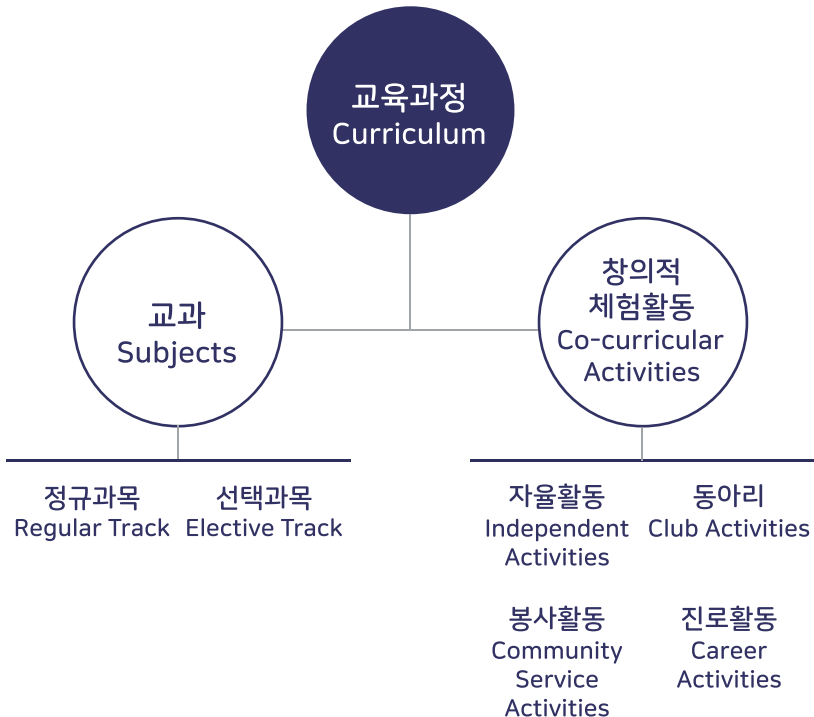 교육과정
Curriculum
교과
Subjects
창의적
체험활동
Co-curricular
Activities
정규과목
Regular Track
선택과목
Elective Track
자율활동
Independent
Activities
동아리
Club Activities
봉사활동
Community
Service
Activities
진로활동
Career
Activities